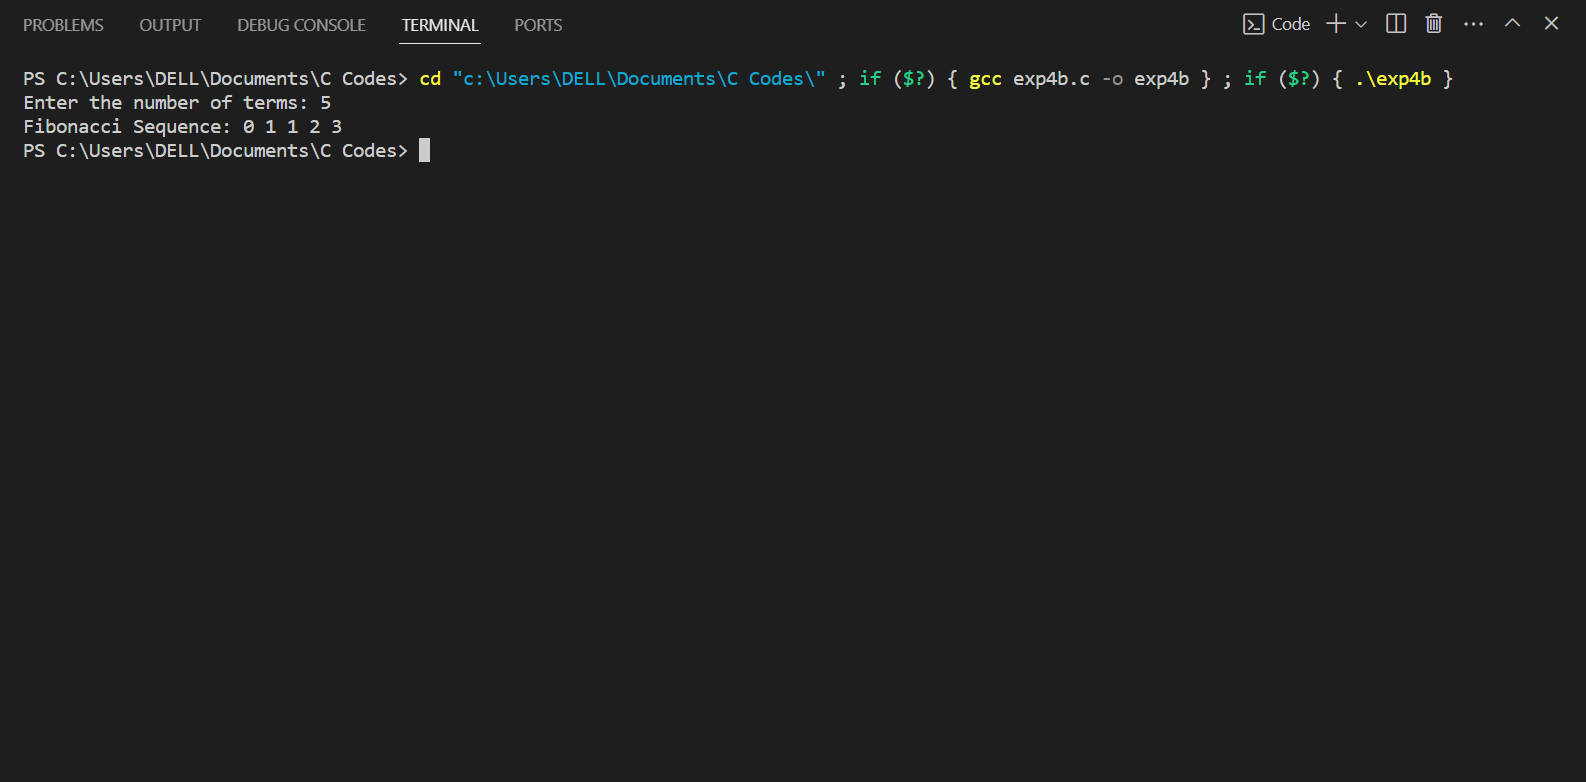 PROBLEMS OUTPUT DEBUG CONSOLE TERMINAL PORTS Code
PS C:\Users\DELL\Documents\C Codes> cd "c:\Users\DELL\Documents\C Codes\" ; if ($?) { gcc exp4b.c -o exp4b } ; if ($?) { .\exp4b }
Enter the number of terms: 5
Fibonacci Sequence: 0 1 1 2 3
PS C:\Users\DELL\Documents\C Codes>